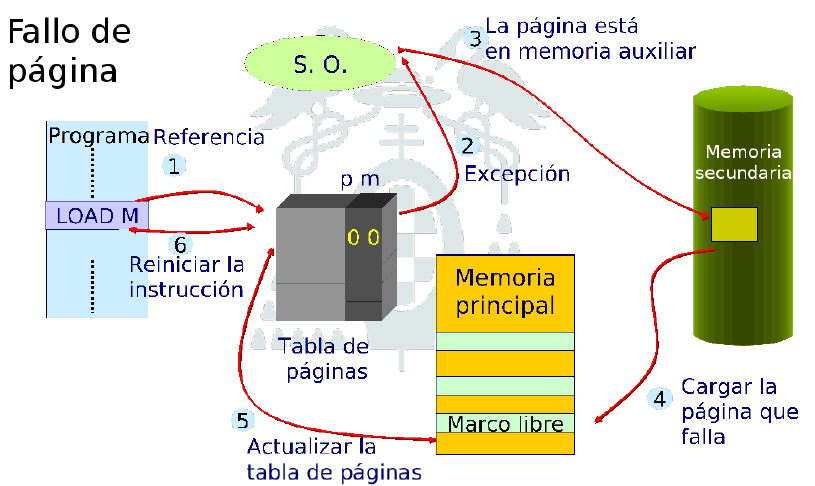 Fallo de
página
S. O.
3
La página está
en memoria auxiliar
Programa
Referencia
1
2
Excepción
p m
Memoria
secundaria
LOAD M
0 0
6
Reiniciar la
instrucción
Memoria
principal
Tabla de
páginas
4
Cargar la
página que
falla
5
Marco libre
Actualizar la
tabla de páginas